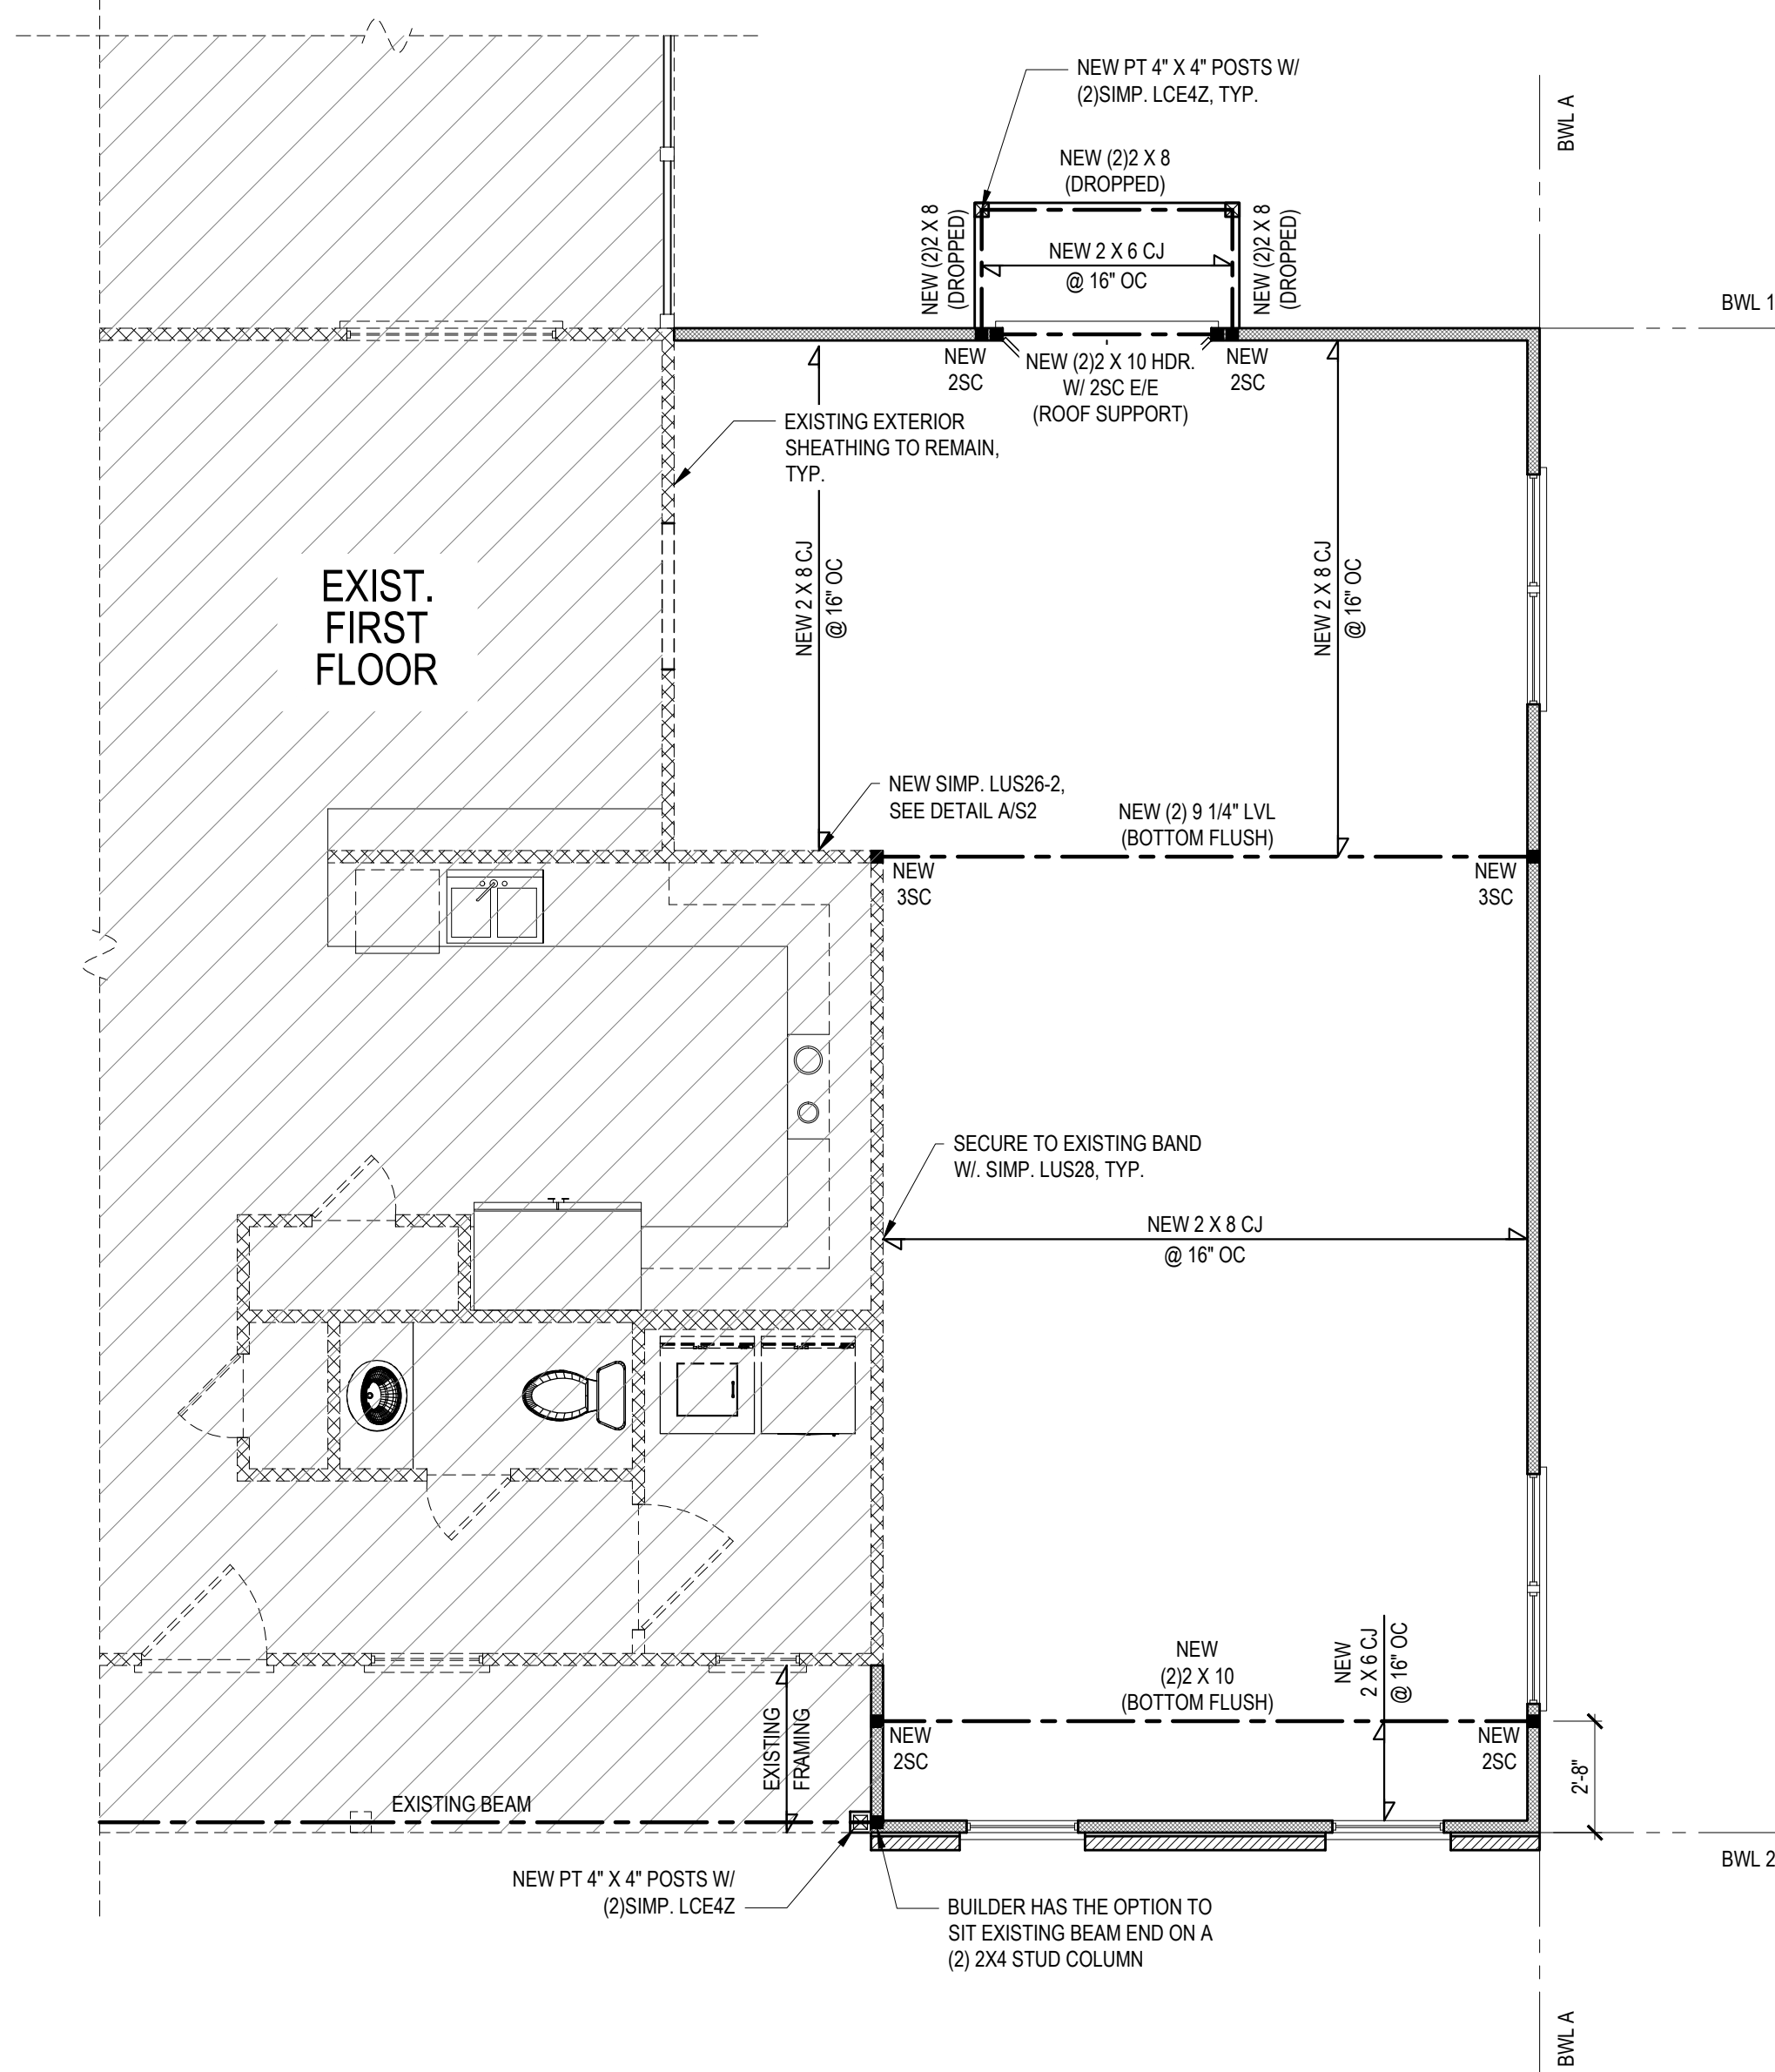 NEW PT 4" X 4" POSTS W/
(2)SIMP. LCE4Z, TYP.
BWL A
NEW (2)2 X 8
(DROPPED)
NEW (2)2 X 8
(DROPPED)
NEW 2 X 6 CJ
@ 16" OC
NEW (2)2 X 8
(DROPPED)
BWL 1
NEW
2SC
NEW (2)2 X 10 HDR.
W/ 2SC E/E
(ROOF SUPPORT)
NEW
2SC
EXISTING EXTERIOR
SHEATHING TO REMAIN,
TYP.
EXIST.
FIRST
FLOOR
NEW 2 X 8 CJ
@ 16" OC
NEW 2 X 8 CJ
@ 16" OC
NEW SIMP. LUS26-2,
SEE DETAIL A/S2
NEW (2) 9 1/4" LVL
(BOTTOM FLUSH)
NEW
3SC
NEW
3SC
SECURE TO EXISTING BAND
W/. SIMP. LUS28, TYP.
NEW 2 X 8 CJ
@ 16" OC
NEW
(2)2 X 10
(BOTTOM FLUSH)
NEW
2 X 6 CJ
@ 16" OC
EXISTING
FRAMING
NEW
2SC
NEW
2SC
2'-8"
EXISTING BEAM
BWL 2
NEW PT 4" X 4" POSTS W/
(2)SIMP. LCE4Z
BUILDER HAS THE OPTION TO
SIT EXISTING BEAM END ON A
(2) 2X4 STUD COLUMN
BWL A